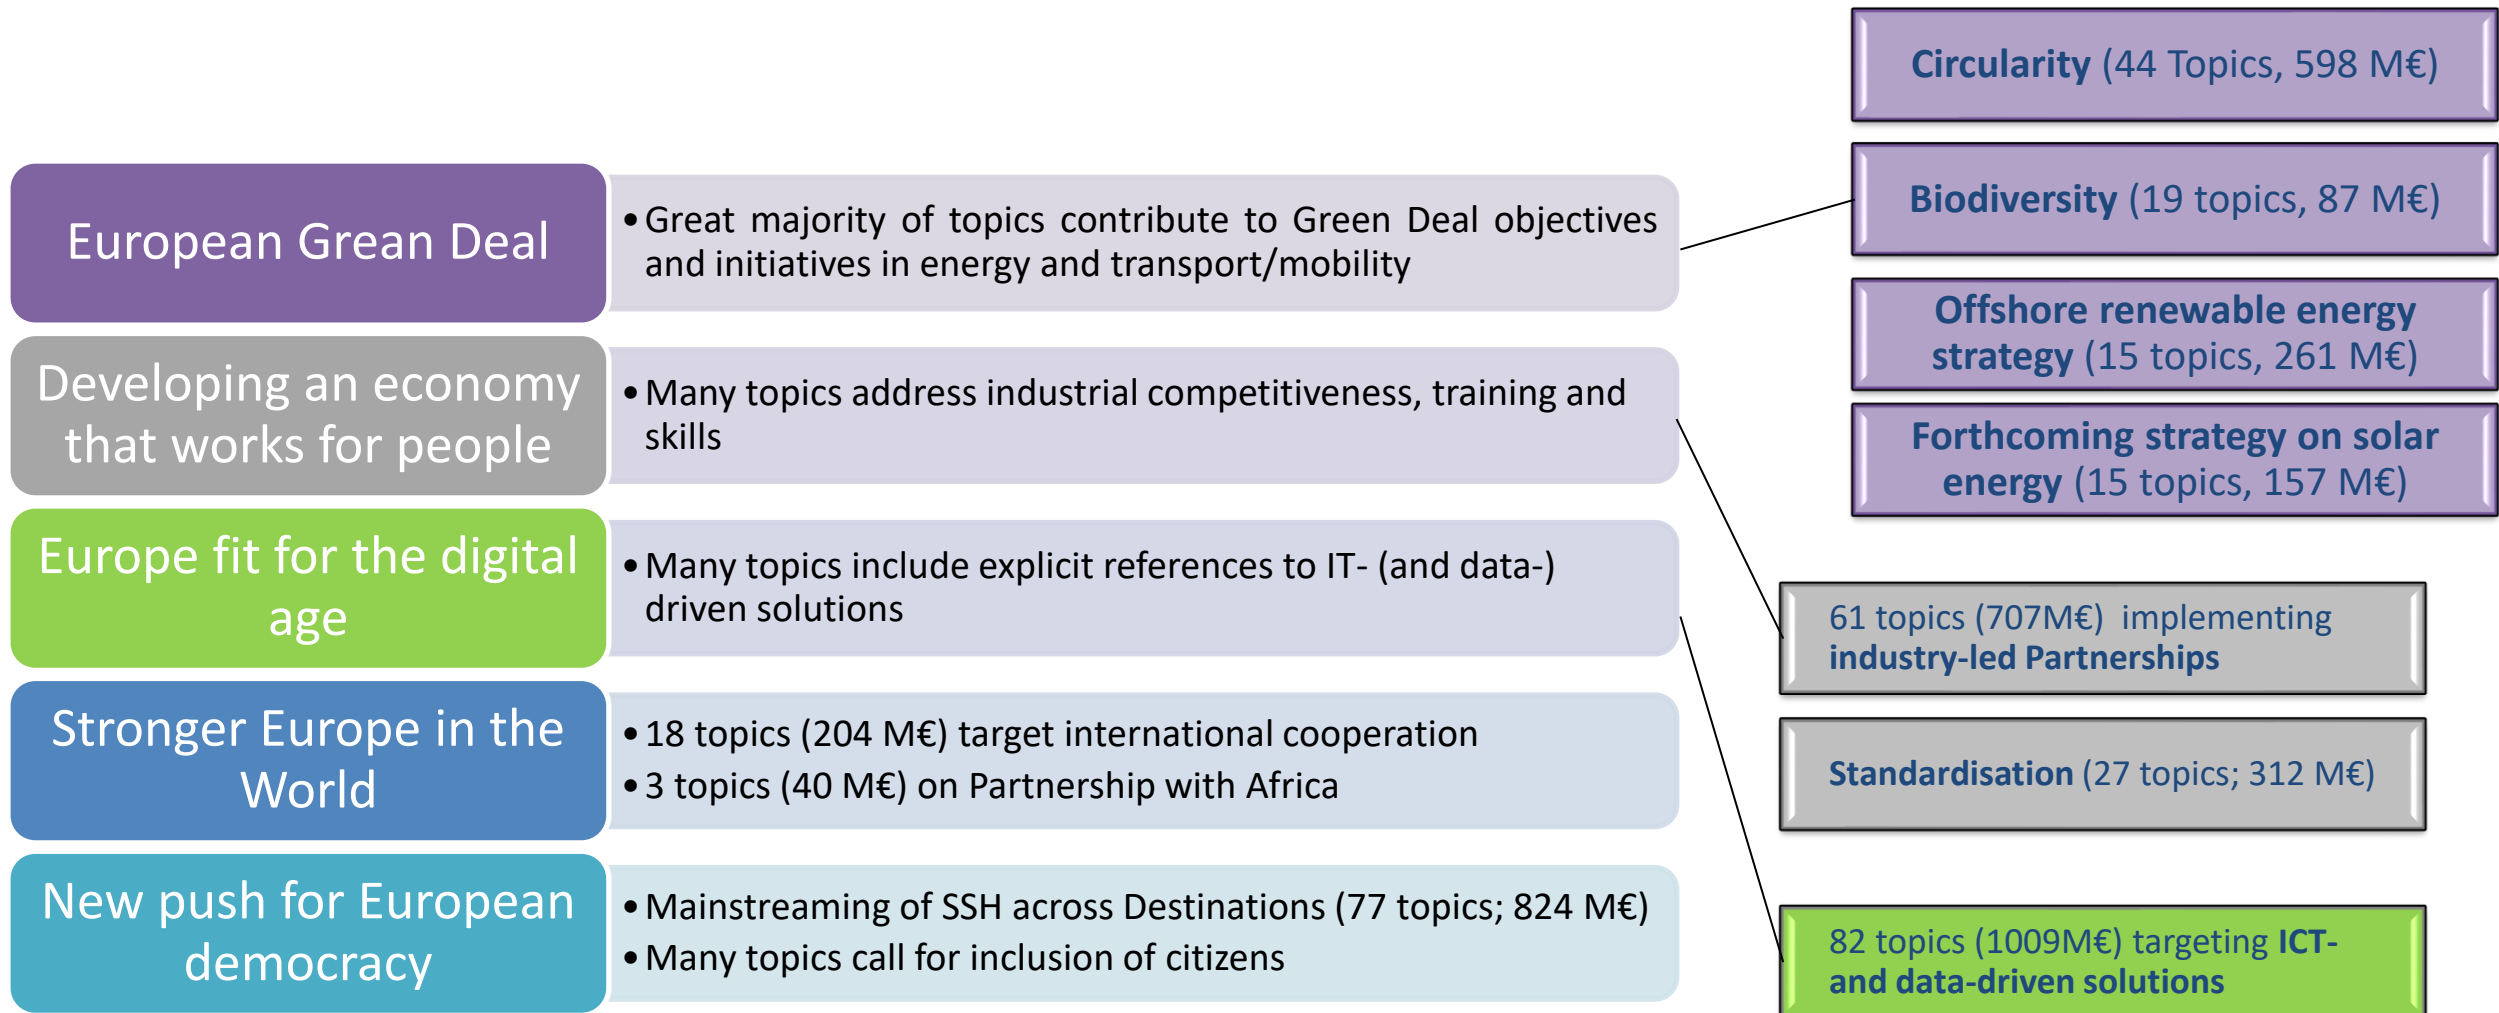 European Grean Deal
• Great majority of topics contribute to Green Deal objectives
and initiatives in energy and transport/mobility
Circularity (44 Topics, 598 M€)
Biodiversity (19 topics, 87 M€)
Offshore renewable energy
strategy (15 topics, 261 M€)
Forthcoming strategy on solar
energy (15 topics, 157 M€)
Developing an economy
that works for people
• Many topics address industrial competitiveness, training and
skills
61 topics (707M€)  implementing
industry-led Partnerships
Standardisation (27 topics; 312 M€)
Europe fit for the digital
age
• Many topics include explicit references to IT- (and data-)
driven solutions
82 topics (1009M€) targeting ICT-
and data-driven solutions
Stronger Europe in the
World
• 18 topics (204 M€) target international cooperation
• 3 topics (40 M€) on Partnership with Africa
New push for European
democracy
• Mainstreaming of SSH across Destinations (77 topics; 824 M€)
• Many topics call for inclusion of citizens